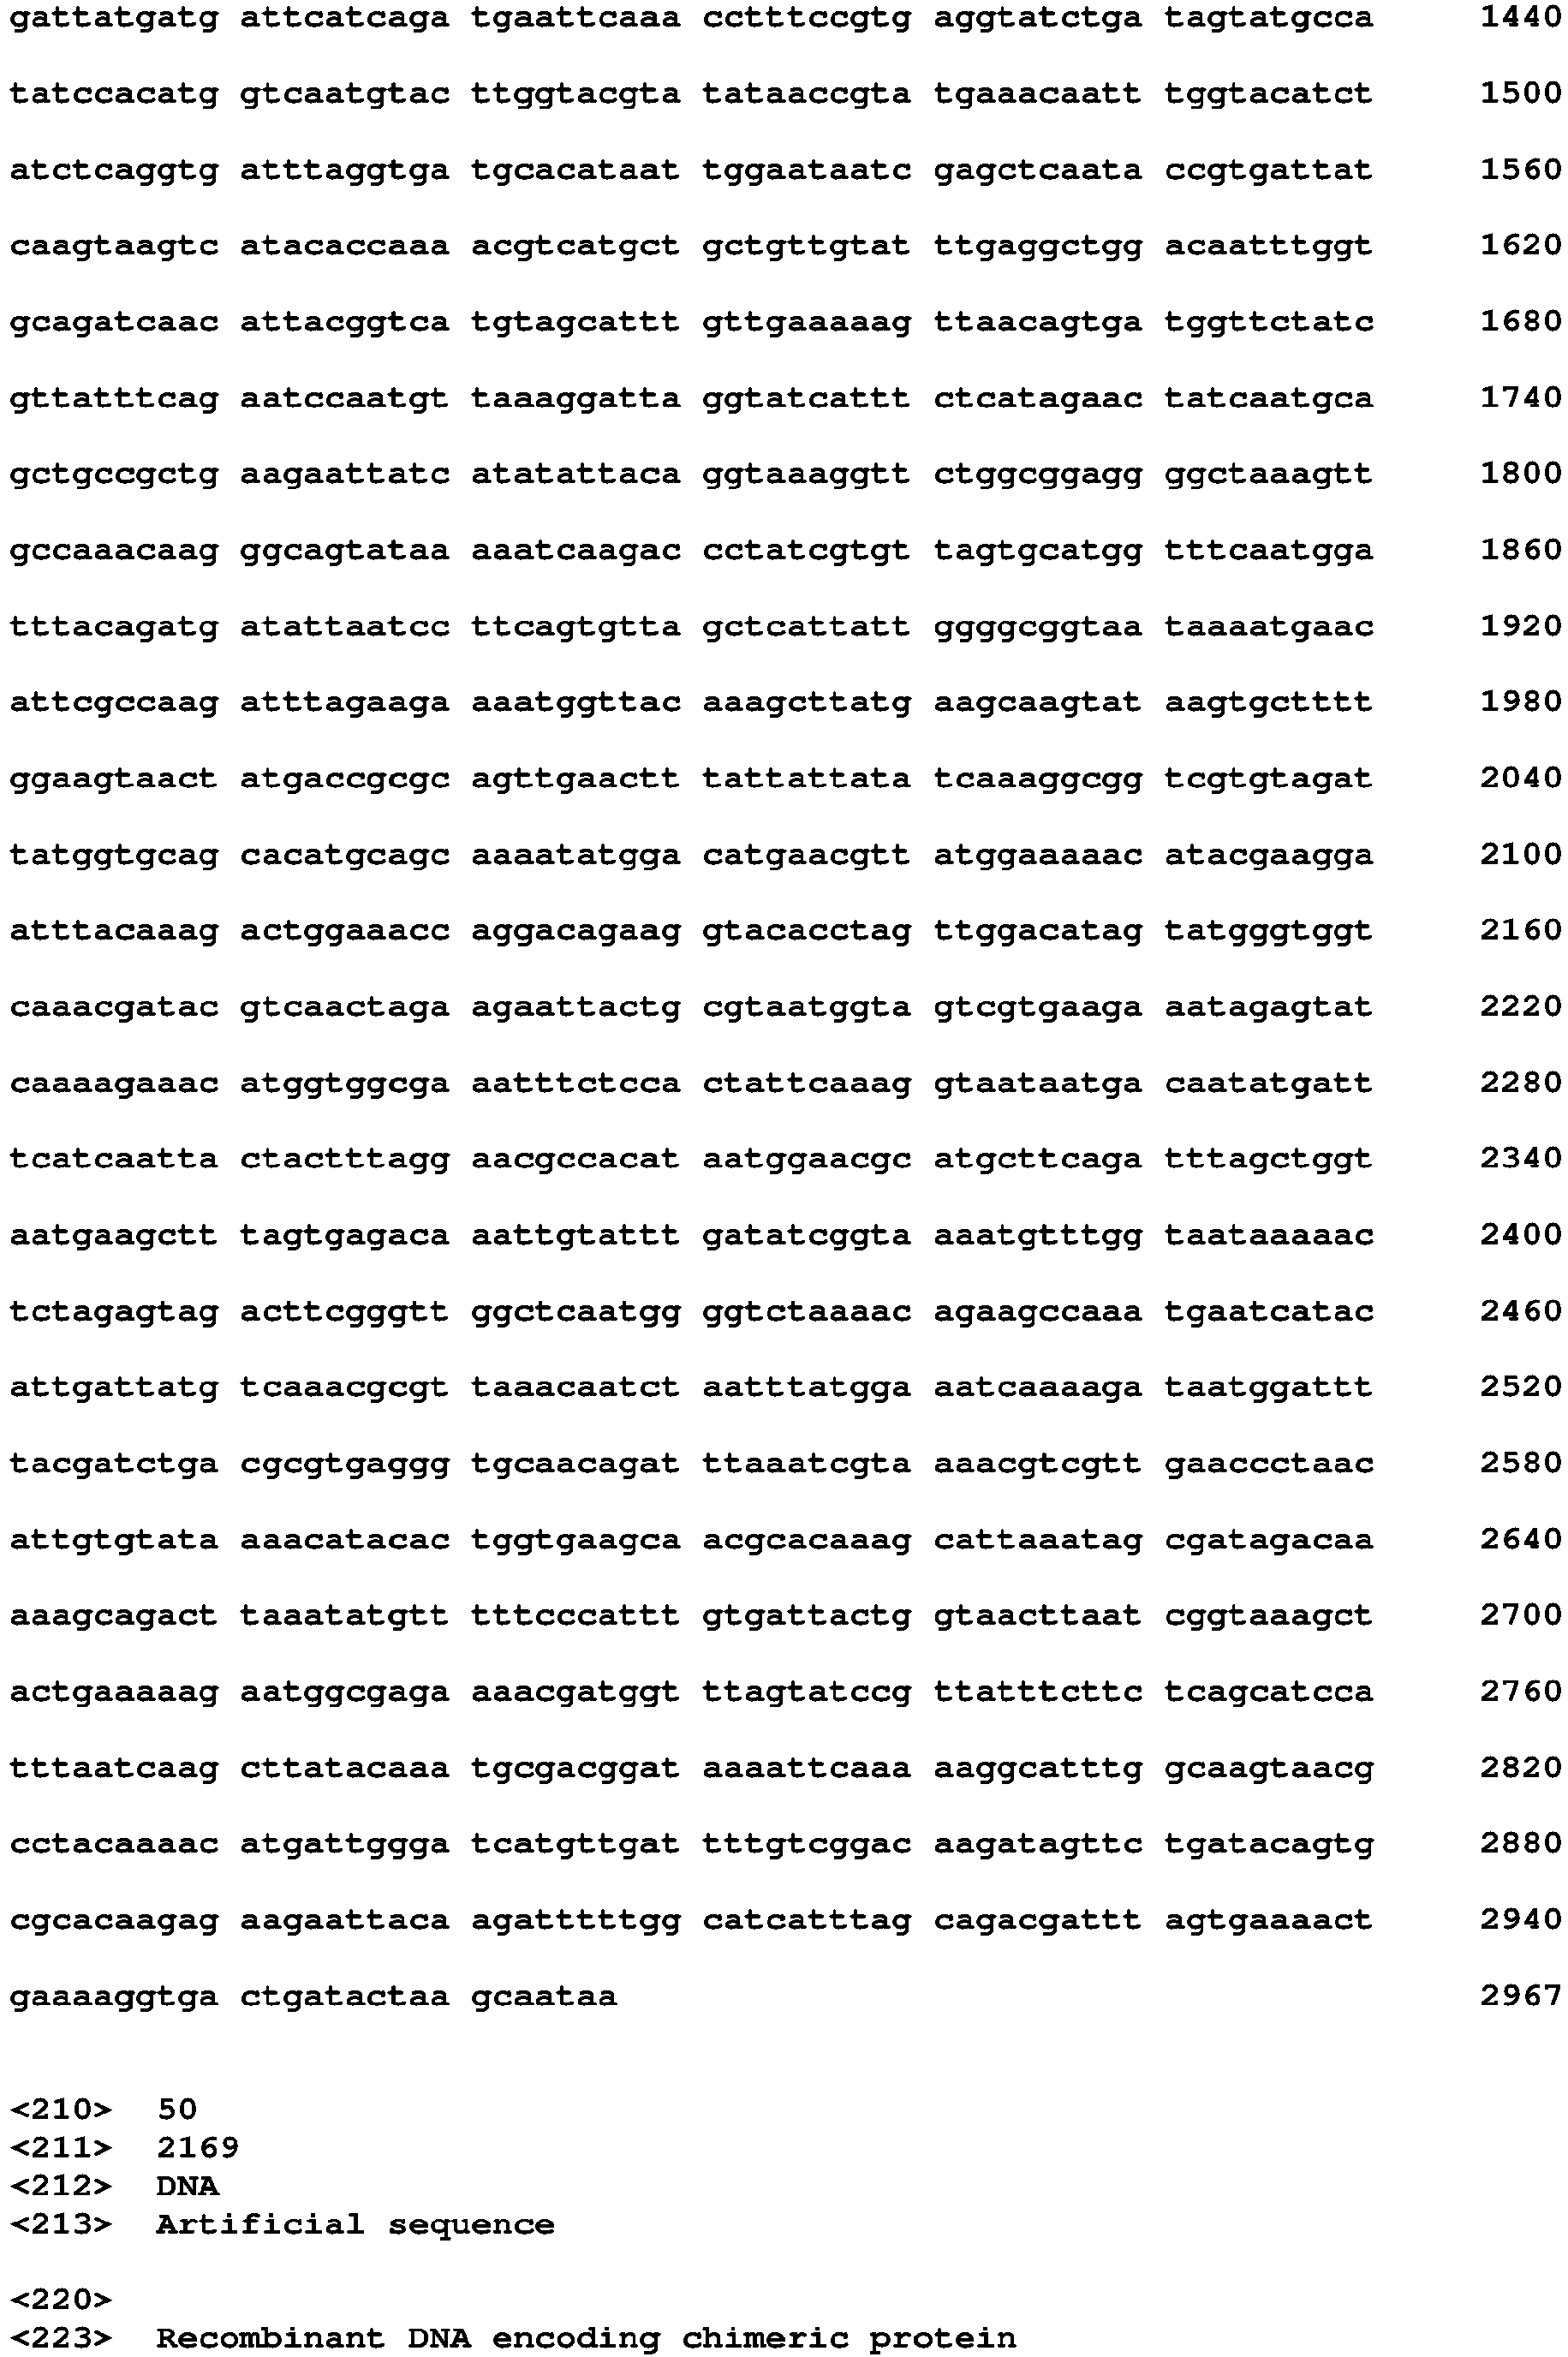 gattatgatg attcatcaga tgaattcaaa cctttccgtg aggtatctga tagtatgcca 1440
tatccacatg gtcaatgtac ttggtacgta tataaccgta tgaaacaatt tggtacatct 1500
atctcaggtg atttaggtga tgcacataat tggaataatc gagctcaata ccgtgattat 1560
caagtaagtc atacaccaaa acgtcatgct gctgttgtat ttgaggctgg acaatttggt 1620
gcagatcaac attacggtca tgtagcattt gttgaaaaag ttaacagtga tggttctatc 1680
gttatttcag aatccaatgt taaaggatta ggtatcattt ctcatagaac tatcaatgca 1740
gctgccgctg aagaattatc atatattaca ggtaaaggtt ctggcggagg ggctaaagtt 1800
gccaaacaag ggcagtataa aaatcaagac cctatcgtgt tagtgcatgg tttcaatgga 1860
tttacagatg atattaatcc ttcagtgtta gctcattatt ggggcggtaa taaaatgaac 1920
attcgccaag atttagaaga aaatggttac aaagcttatg aagcaagtat aagtgctttt 1980
ggaagtaact atgaccgcgc agttgaactt tattattata tcaaaggcgg tcgtgtagat 2040
tatggtgcag cacatgcagc aaaatatgga catgaacgtt atggaaaaac atacgaagga 2100
atttacaaag actggaaacc aggacagaag gtacacctag ttggacatag tatgggtggt 2160
caaacgatac gtcaactaga agaattactg cgtaatggta gtcgtgaaga aatagagtat 2220
caaaagaaac atggtggcga aatttctcca ctattcaaag gtaataatga caatatgatt 2280
tcatcaatta ctactttagg aacgccacat aatggaacgc atgcttcaga tttagctggt 2340
aatgaagctt tagtgagaca aattgtattt gatatcggta aaatgtttgg taataaaaac 2400
tctagagtag acttcgggtt ggctcaatgg ggtctaaaac agaagccaaa tgaatcatac 2460
attgattatg tcaaacgcgt taaacaatct aatttatgga aatcaaaaga taatggattt 2520
tacgatctga cgcgtgaggg tgcaacagat ttaaatcgta aaacgtcgtt gaaccctaac 2580
attgtgtata aaacatacac tggtgaagca acgcacaaag cattaaatag cgatagacaa 2640
aaagcagact taaatatgtt tttcccattt gtgattactg gtaacttaat cggtaaagct 2700
actgaaaaag aatggcgaga aaacgatggt ttagtatccg ttatttcttc tcagcatcca 2760
tttaatcaag cttatacaaa tgcgacggat aaaattcaaa aaggcatttg gcaagtaacg 2820
cctacaaaac atgattggga tcatgttgat tttgtcggac aagatagttc tgatacagtg 2880
cgcacaagag aagaattaca agatttttgg catcatttag cagacgattt agtgaaaact 2940
gaaaaggtga ctgatactaa gcaataa 2967
<210> 50
<211> 2169
<212> DNA
<213> Artificial sequence
<220>
<223> Recombinant DNA encoding chimeric protein